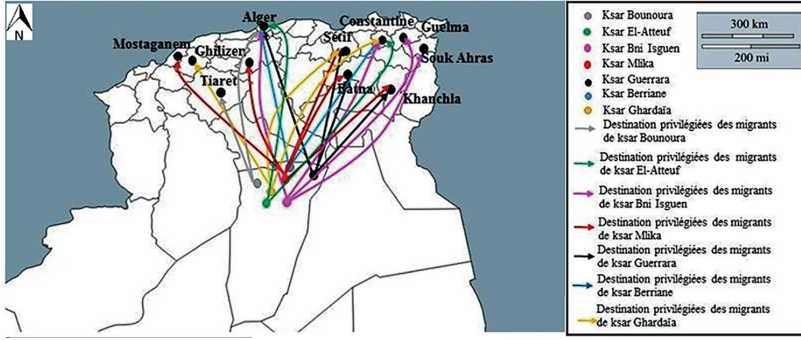 N
Alger
Constantine
Guelma
Mostaganem
Ghilizer
Sétif
Souk Ahras
Tiaret
Batna
Khanchla
Ksar Bounoura
Ksar El-Atteuf
Ksar Bni Isguen
Ksar Mlika
Ksar Guerrara
Ksar Berriane
Ksar Ghardaïa
Destination privilégiées des migrants
de ksar Bounoura
Destination privilégiées des migrants
de ksar El-Atteuf
Destination privilégiées des migrants
de ksar Bni Isguen
Destination privilégiées des migrants
de ksar Mlika
Destination privilégiées des migrants
de ksar Guerrara
Destination privilégiées des migrants
de ksar Berriane
Destination privilégiées des migrants
de ksar Ghardaïa
300 km
200 mi